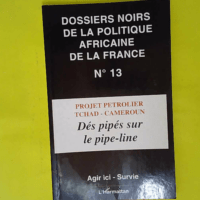 DOSSIERS NOIRS
DE LA POLITIQUE
AFRICAINE
DE LA FRANCE
N° 13
PROJET PETROLIER
TCHAD - CAMEROUN
Dés pipés sur
le pipe-line
Agir ici - Survie
L'Harmattan